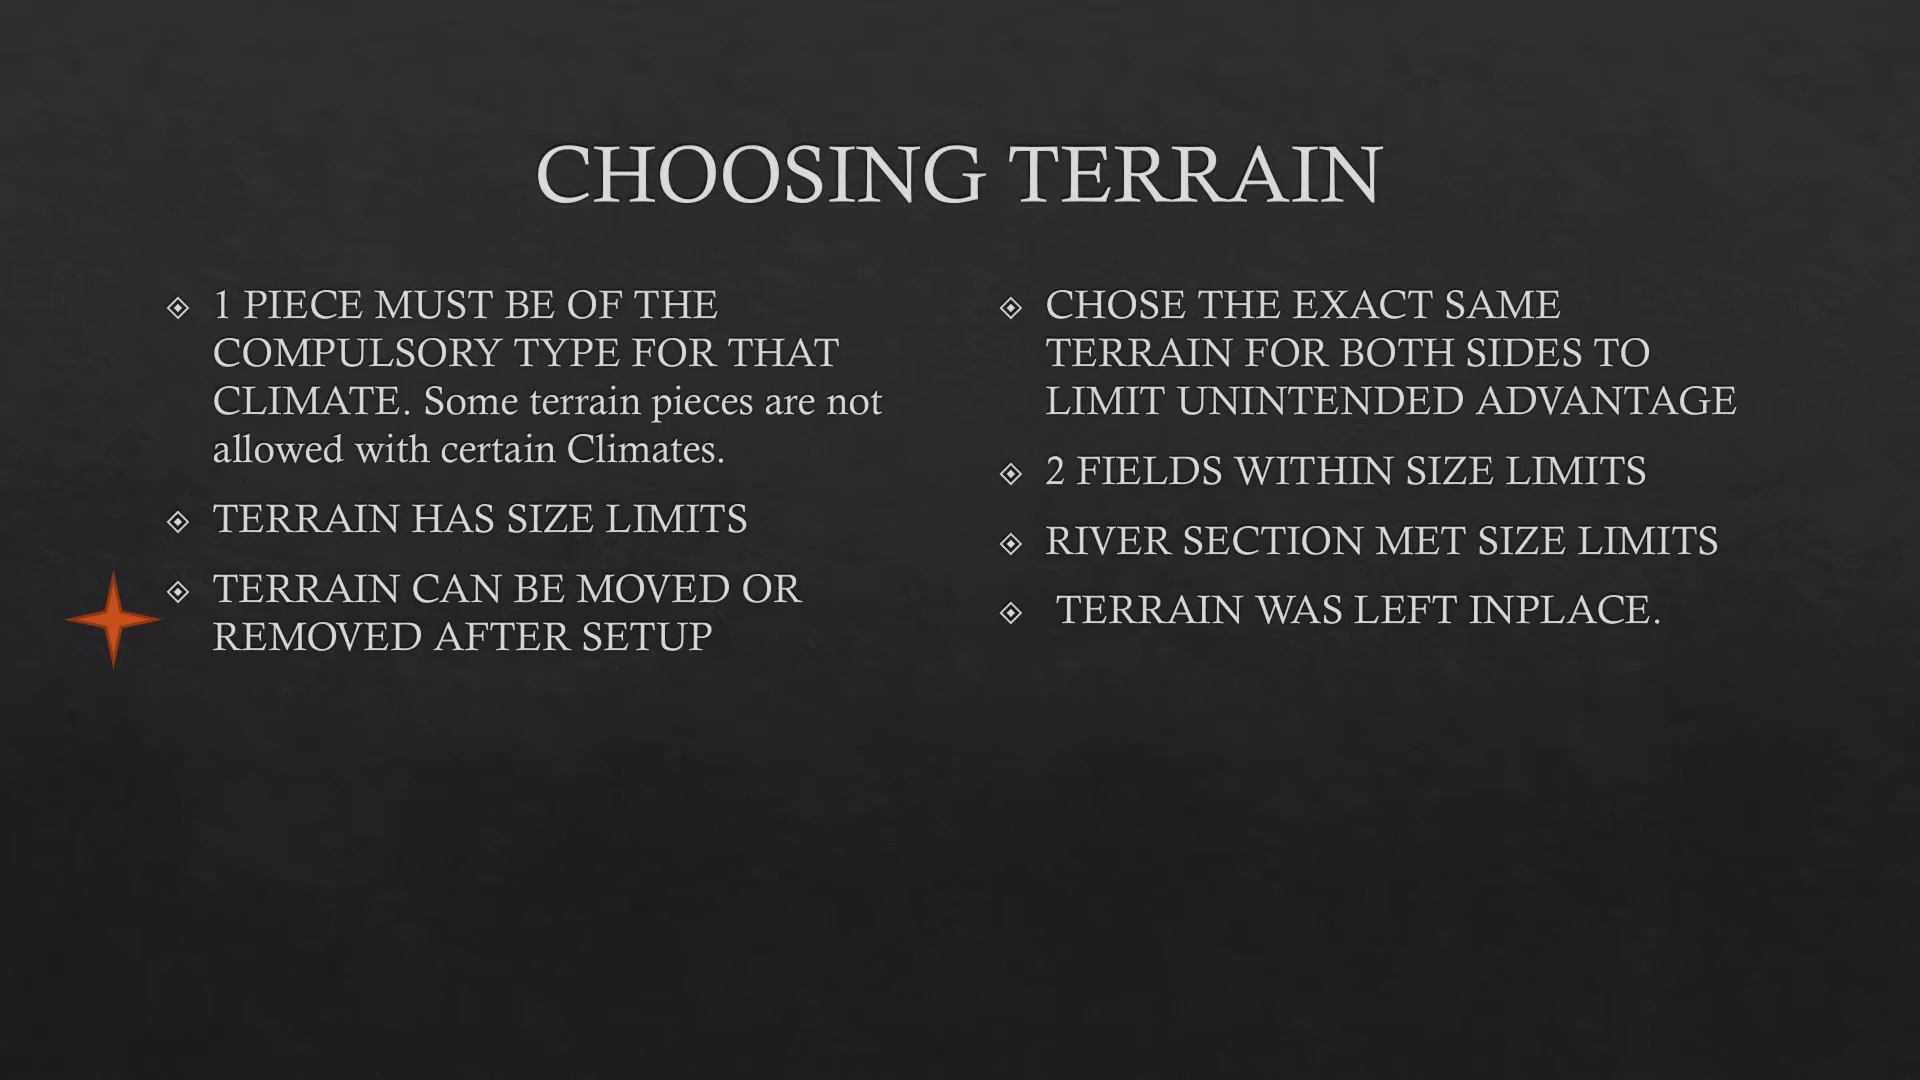 CHOOSING TERRAIN
1 PIECE MUST BE OF THE
COMPULSORY TYPE FOR THAT
CLIMATE. Some terrain pieces are not
allowed with certain Climates.
TERRAIN HAS SIZE LIMITS
TERRAIN CAN BE MOVED OR
REMOVED AFTER SETUP
CHOSE THE EXACT SAME
TERRAIN FOR BOTH SIDES TO
LIMIT UNINTENDED ADVANTAGE
2 FIELDS WITHIN SIZE LIMITS
RIVER SECTION MET SIZE LIMITS
TERRAIN WAS LEFT INPLACE.